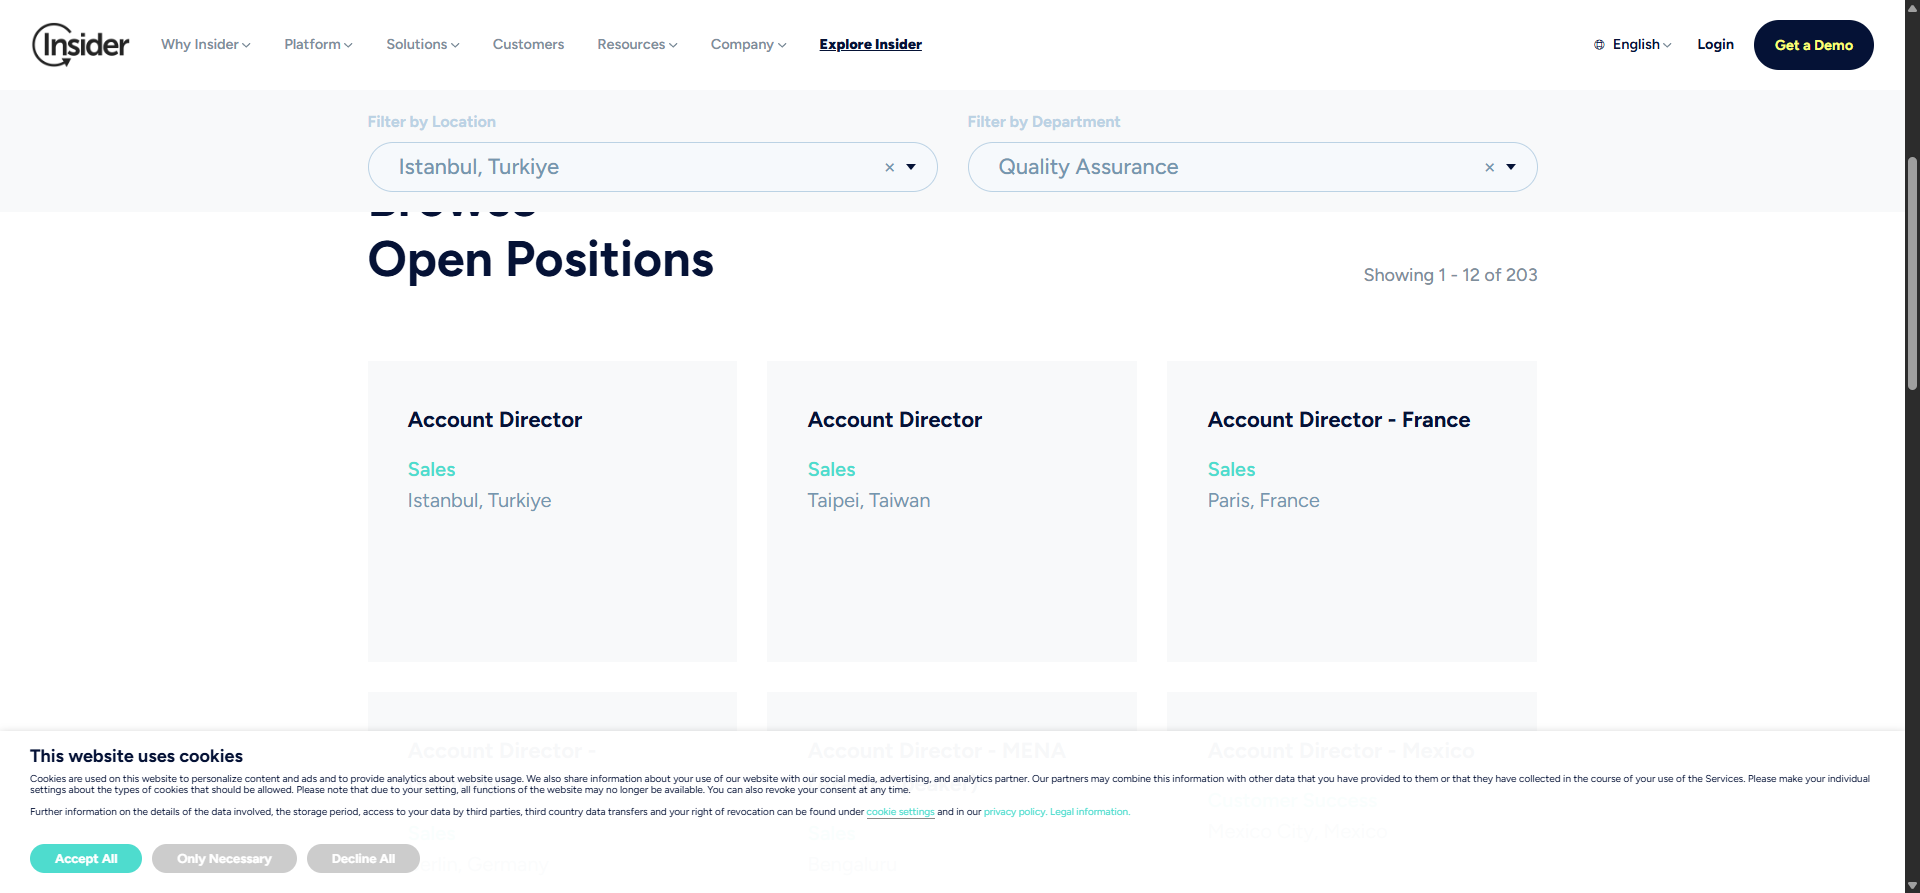 Insider
Why Insider
Platform
Solutions
Customers
Resources
Company
Explore Insider
English
Login
Get a Demo
Filter by Location
Filter by Department
Istanbul, Turkiye
×
Quality Assurance
×
Browse
Open Positions
Showing 1 - 12 of 203
Account Director
Sales
Istanbul, Turkiye
Account Director
Sales
Taipei, Taiwan
Account Director - France
Sales
Paris, France
Account Director -
Account Director - MENA
Account Director - Mexico
Customer Success
Mexico City, Mexico
Sales
Germany
Sales
Bengaluru
This website uses cookies
Cookies are used on this website to personalize content and ads and to provide analytics about website usage. We also share information about your use of our website with our social media, advertising, and analytics partner. Our partners may combine this information with other data that you have provided to them or that they have collected in the course of your use of the Services. Please make your individual
settings about the types of cookies that should be allowed. Please note that due to your setting, all functions of the website may no longer be available. You can also revoke your consent at any time.
Further information on the details of the data involved, the storage period, access to your data by third parties, third country data transfers and your right of revocation can be found under cookie settings and in our privacy policy. Legal information.
Accept All
Only Necessary
Decline All